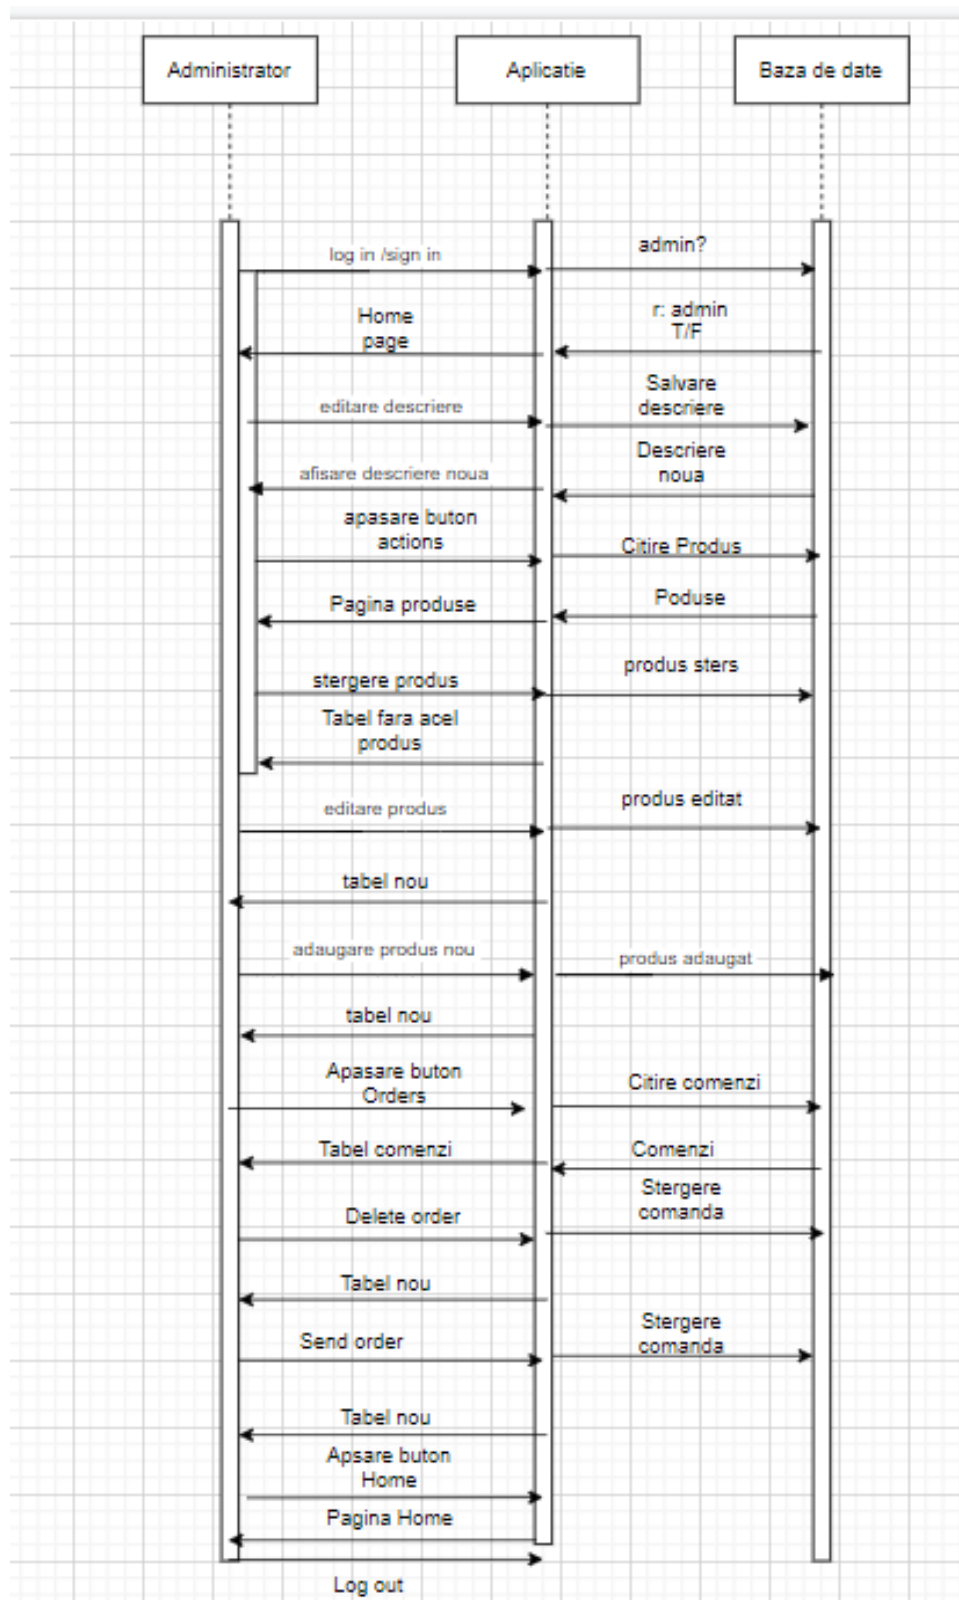 Administrator
Aplicatie
Baza de date
log in /sign in
admin?
Home
page
r: admin
T/F
editare descriere
Salvare
descriere
afisare descriere noua
Descriere
noua
apasare buton
actions
Citire Produs
Pagina produse
Poduse
stergere produs
produs sters
Tabel fara acel
produs
editare produs
produs editat
tabel nou
adaugare produs nou
produs adaugat
tabel nou
Apasare buton
Orders
Citire comenzi
Tabel comenzi
Comenzi
Delete order
Stergere
comanda
Tabel nou
Send order
Stergere
comanda
Tabel nou
Apsare buton
Home
Pagina Home
Log out